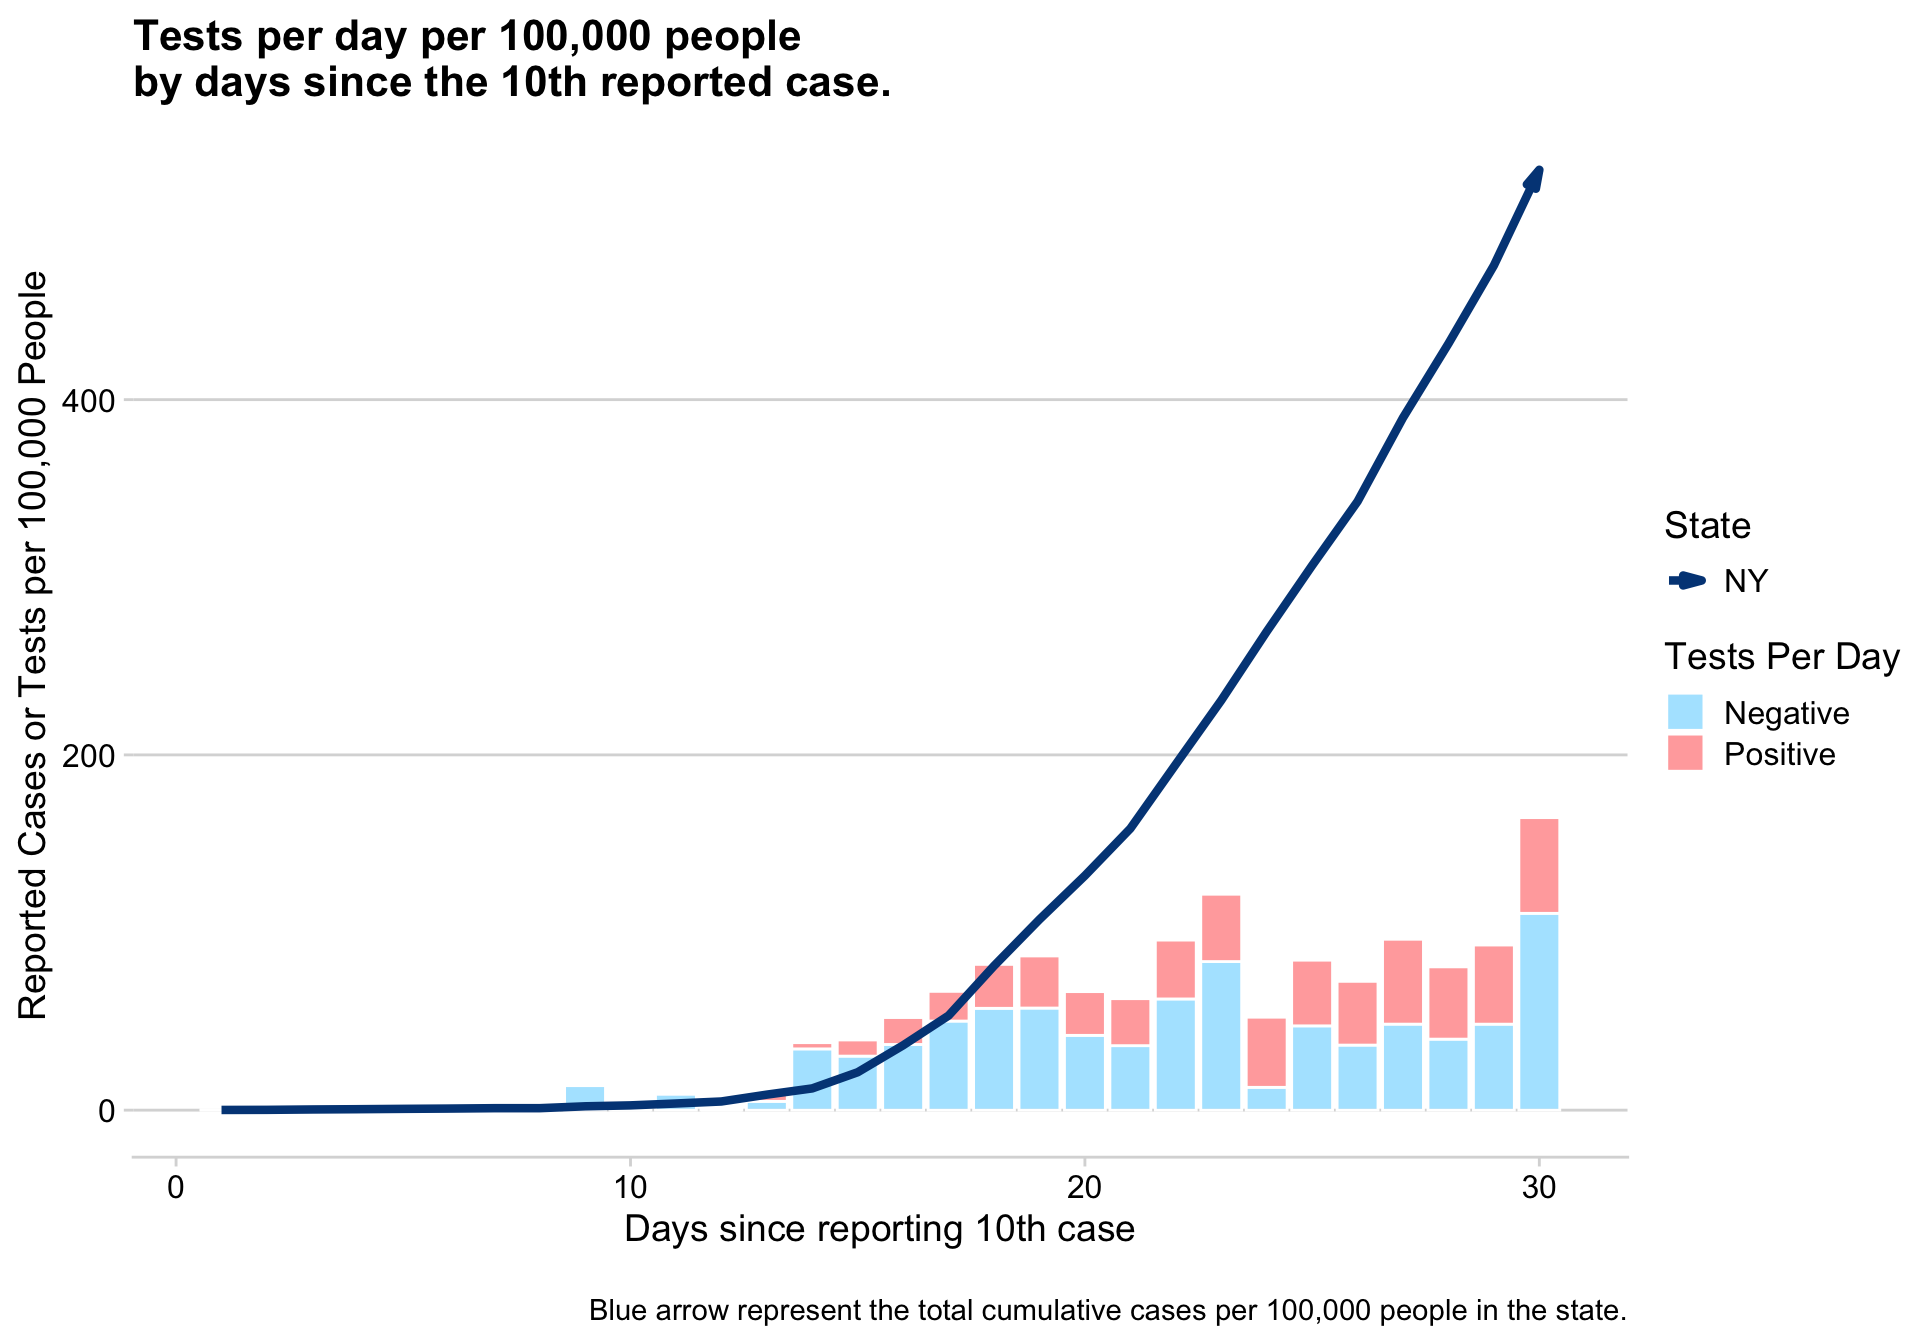 Tests per day per 100,000 people
by days since the 10th reported case.
Reported Cases or Tests per 100,000 People
400
200
0
0
10
20
30
Days since reporting 10th case
State
NY
Tests Per Day
Negative
Positive
Blue arrow represent the total cumulative cases per 100,000 people in the state.